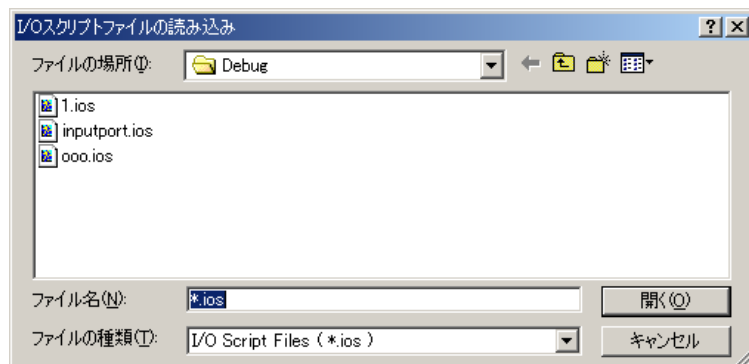 I/Oスクリプトファイルの読み込み
ファイルの場所(I):
Debug
1.ios
inputport.ios
ooo.ios
ファイル名(N):
*.ios
開く(O)
ファイルの種類(T):
I/O Script Files ( *.ios )
キャンセル